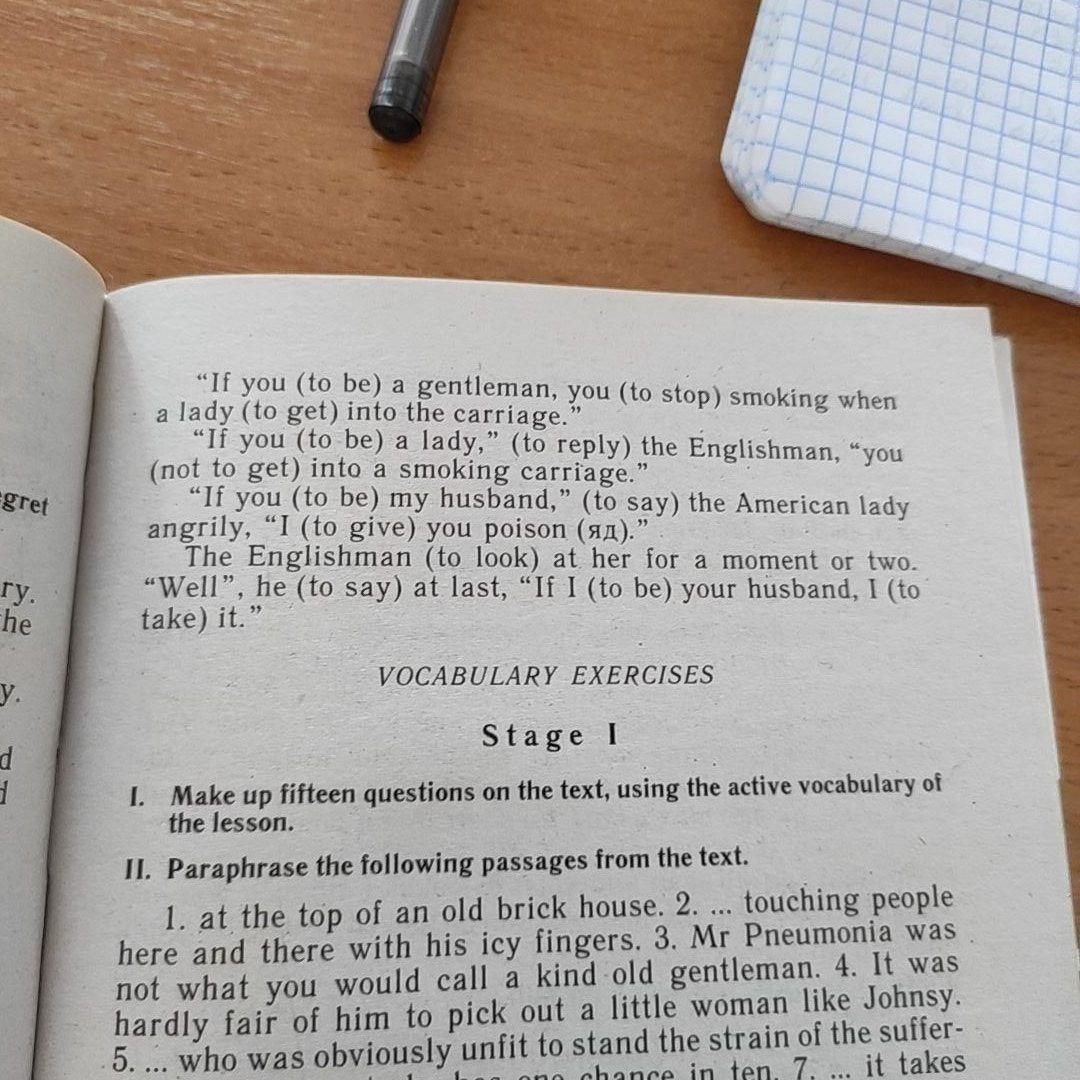 gret
ry.
he
y.
d
d
“If you (to be) a gentleman, you (to stop) smoking when
a lady (to get) into the carriage.”
“If you (to be) a lady,” (to reply) the Englishman, “you
(not to get) into a smoking carriage.”
“If you (to be) my husband,” (to say) the American lady
angrily, “I (to give) you poison (яд).”
The Englishman (to look) at her for a moment or two.
“Well”, he (to say) at last, “If I (to be) your husband, I (to
take) it.”
VOCABULARY EXERCISES
Stage I
I. Make up fifteen questions on the text, using the active vocabulary of
the lesson.
II. Paraphrase the following passages from the text.
1. at the top of an old brick house. 2. ... touching people
here and there with his icy fingers. 3. Mr Pneumonia was
not what you would call a kind old gentleman. 4. It was
hardly fair of him to pick out a little woman like Johnsy.
5. ... who was obviously unfit to stand the strain of the suffer-
one chance in ten. 7. ... it takes